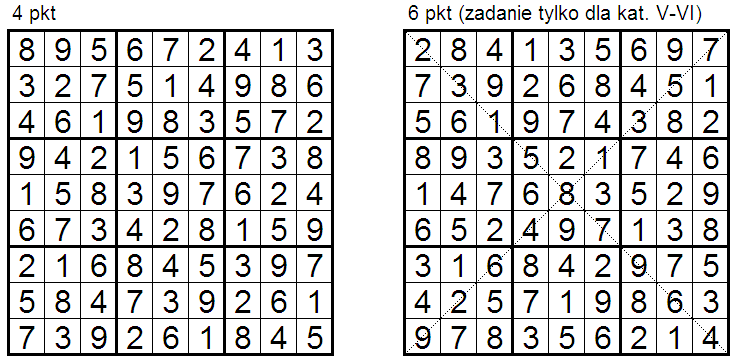 4 pkt
8 9 5 6 7 2 4 1 3
3 2 7 5 1 4 9 8 6
4 6 1 9 8 3 5 7 2
9 4 2 1 5 6 7 3 8
1 5 8 3 9 7 6 2 4
6 7 3 4 2 8 1 5 9
2 1 6 8 4 5 3 9 7
5 8 4 7 3 9 2 6 1
7 3 9 2 6 1 8 4 5
6 pkt (zadanie tylko dla kat. V-VI)
2 8 4 1 3 5 6 9 7
7 3 9 2 6 8 4 5 1
5 6 1 9 7 4 3 8 2
8 9 3 5 2 1 7 4 6
1 4 7 6 8 3 5 2 9
6 5 2 4 9 7 1 3 8
3 1 6 8 4 2 9 7 5
4 2 5 7 1 9 8 6 3
9 7 8 3 5 6 2 1 4